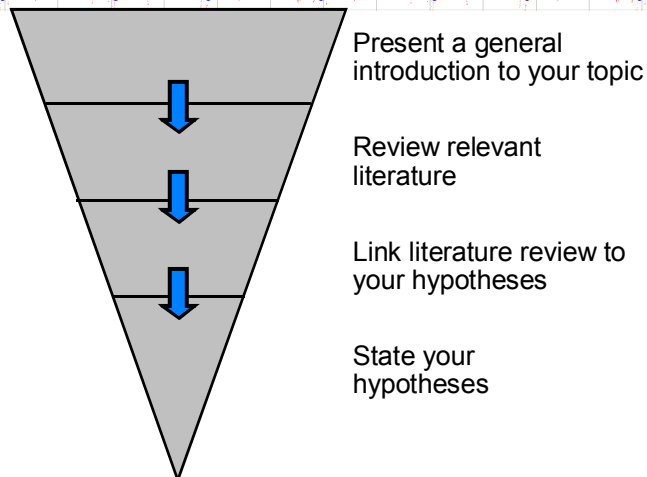 Present a general
introduction to your topic
Review relevant
literature
Link literature review to
your hypotheses
State your
hypotheses